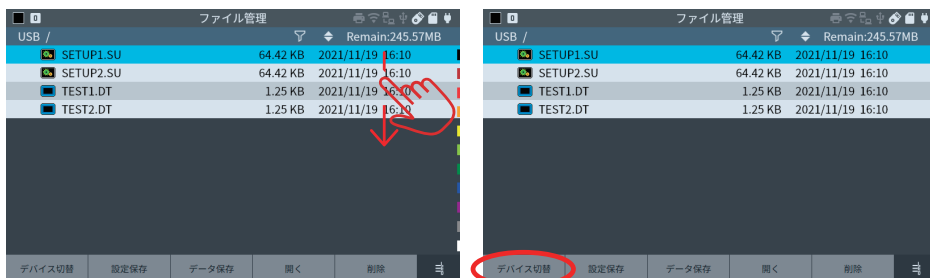 0 ファイル管理
USB / Remain:245.57MB
SETUP1.SU 64.42 KB 2021/11/19 16:10
SETUP2.SU 64.42 KB 2021/11/19 16:10
TEST1.DT 1.25 KB 2021/11/19 16:10
TEST2.DT 1.25 KB 2021/11/19 16:10
デバイス切替 設定保存 データ保存 開く 削除
0 ファイル管理
USB / Remain:245.57MB
SETUP1.SU 64.42 KB 2021/11/19 16:10
SETUP2.SU 64.42 KB 2021/11/19 16:10
TEST1.DT 1.25 KB 2021/11/19 16:10
TEST2.DT 1.25 KB 2021/11/19 16:10
デバイス切替 設定保存 データ保存 開く 削除